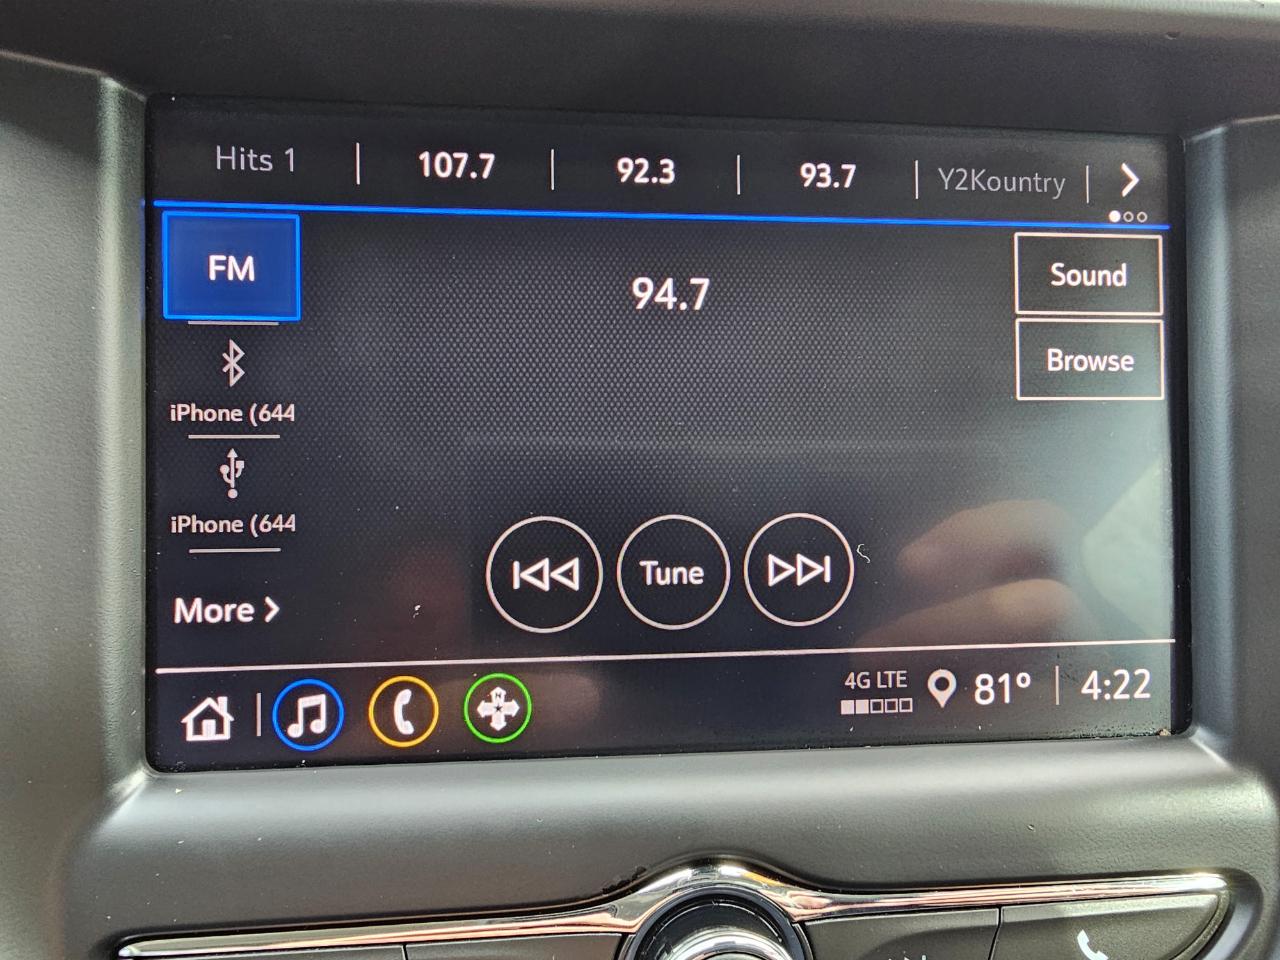 Hits 1 | 107.7 | 92.3 | 93.7 | Y2Kountry |
FM
94.7
Sound
Browse
iPhone (644
iPhone (644
Tune
More
4G LTE
81° | 4:22
N